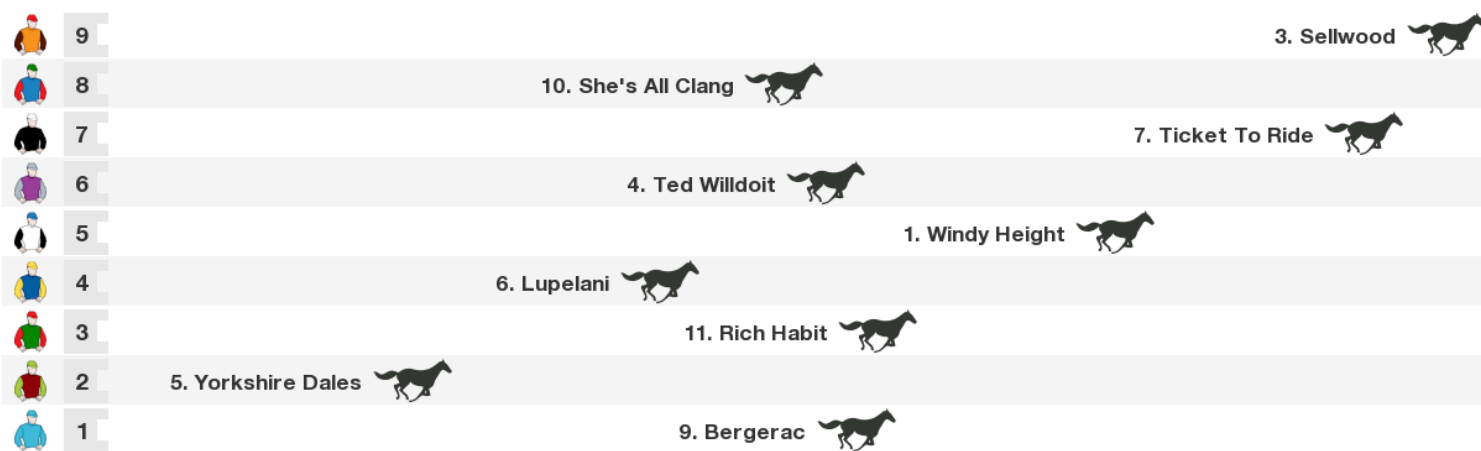 9 3. Sellwood
8 10. She's All Clang
7 7. Ticket To Ride
6 4. Ted Willdoit
5 1. Windy Height
4 6. Lupelani
3 11. Rich Habit
2 5. Yorkshire Dales
1 9. Bergerac